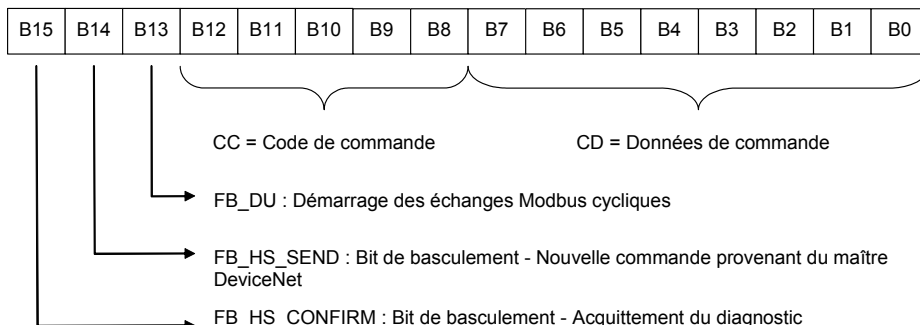 B15 B14 B13 B12 B11 B10 B9 B8 B7 B6 B5 B4 B3 B2 B1 B0
CC = Code de commande CD = Données de commande
FB_DU : Démarrage des échanges Modbus cycliques
FB_HS_SEND : Bit de basculement - Nouvelle commande provenant du maître
DeviceNet
FB_HS_CONFIRM : Bit de basculement - Acquittement du diagnostic